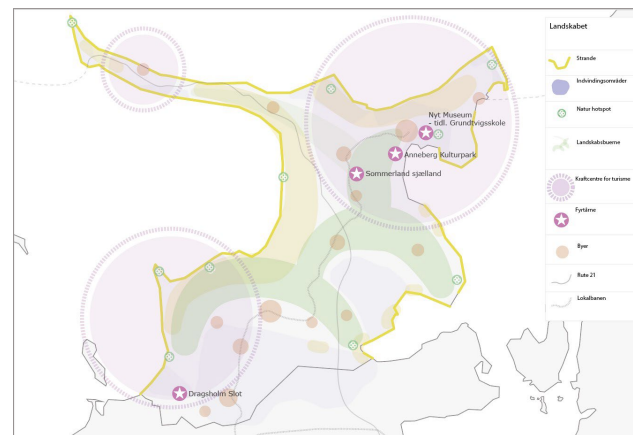 Nyt Museum
- tidl. Grundtvigsskole
Anneberg Kulturpark
Sommerland sjælland
Dragsholm Slot
Landskabet
Strande
Indvindingsområder
Natur hotspot
Landskabsbuerne
Kraftcentre for turisme
Fyrtårne
Byer
Rute 21
Lokalbanen